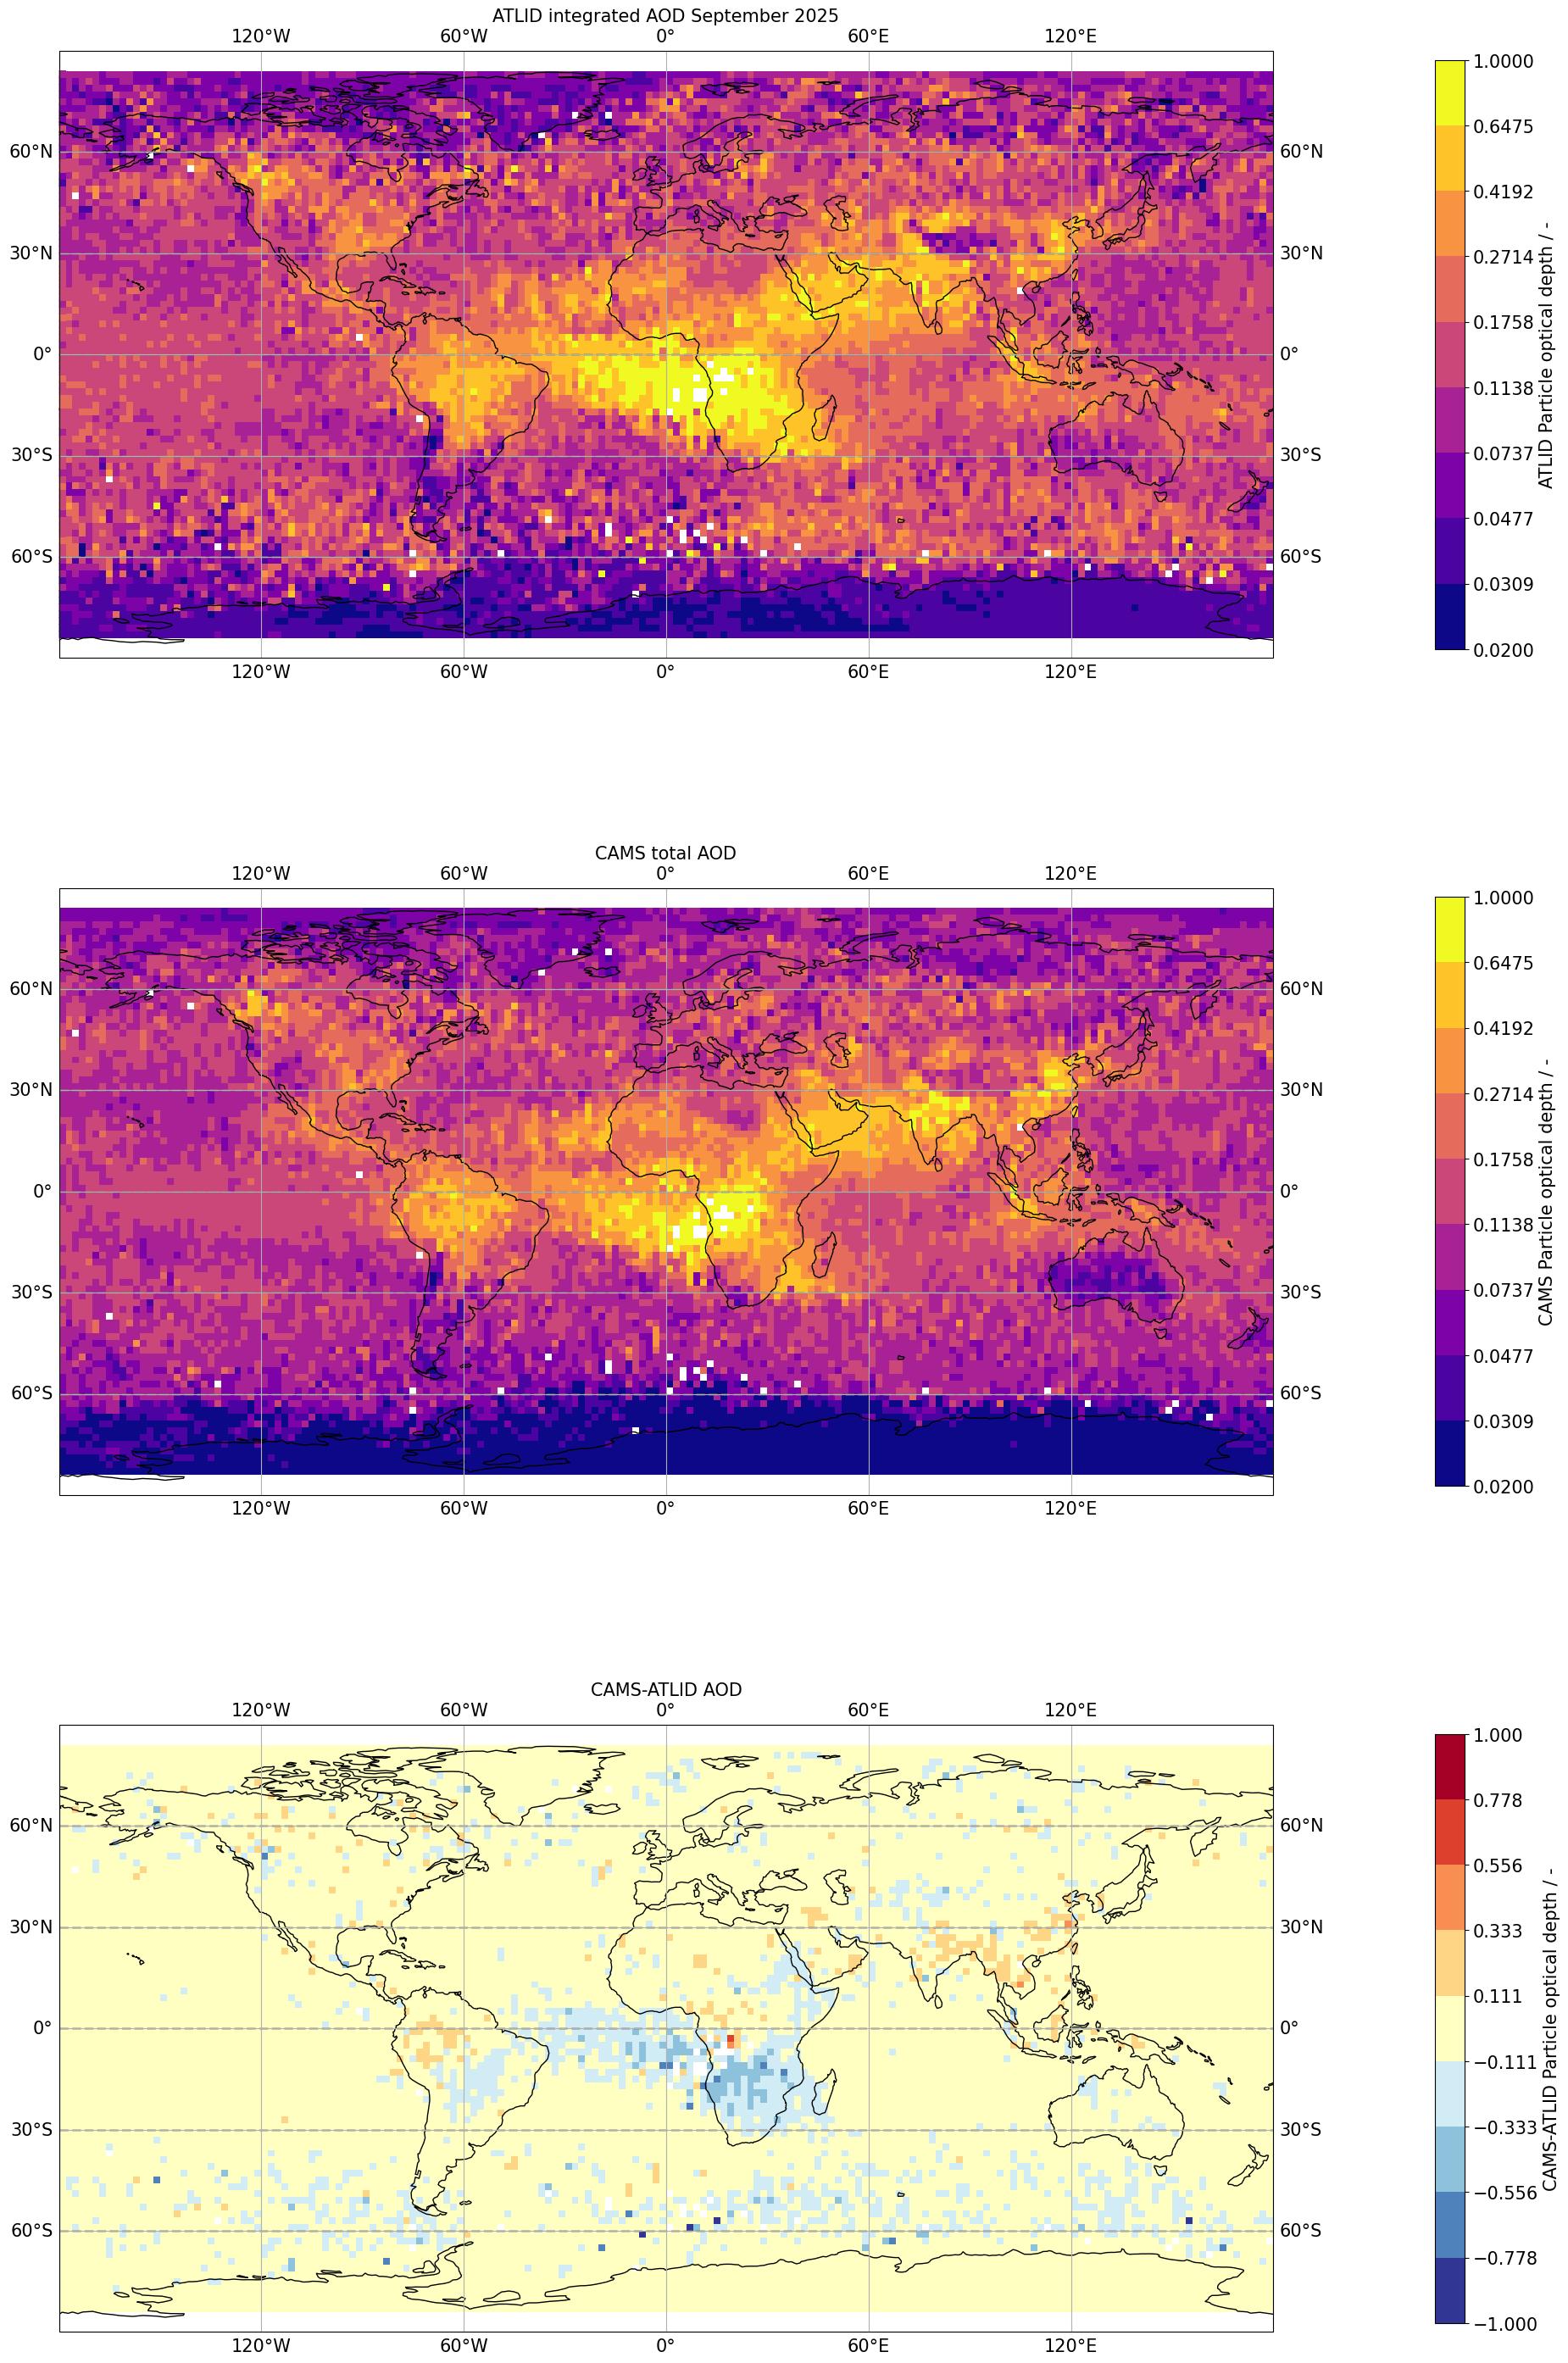 ATLID integrated AOD September 2025
120°W 60°W 0° 60°E 120°E
60°N 60°N
30°N 30°N
0° 0°
30°S 30°S
60°S 60°S
120°W 60°W 0° 60°E 120°E
1.0000
0.6475
0.4192
0.2714
0.1758
0.1138
0.0737
0.0477
0.0309
0.0200
ATLID Particle optical depth / -
CAMS total AOD
120°W 60°W 0° 60°E 120°E
60°N 60°N
30°N 30°N
0° 0°
30°S 30°S
60°S 60°S
120°W 60°W 0° 60°E 120°E
1.0000
0.6475
0.4192
0.2714
0.1758
0.1138
0.0737
0.0477
0.0309
0.0200
CAMS Particle optical depth / -
CAMS-ATLID AOD
120°W 60°W 0° 60°E 120°E
60°N 60°N
30°N 30°N
0° 0°
30°S 30°S
60°S 60°S
120°W 60°W 0° 60°E 120°E
1.000
0.778
0.556
0.333
0.111
−0.111
−0.333
−0.556
−0.778
−1.000
CAMS-ATLID Particle optical depth / -